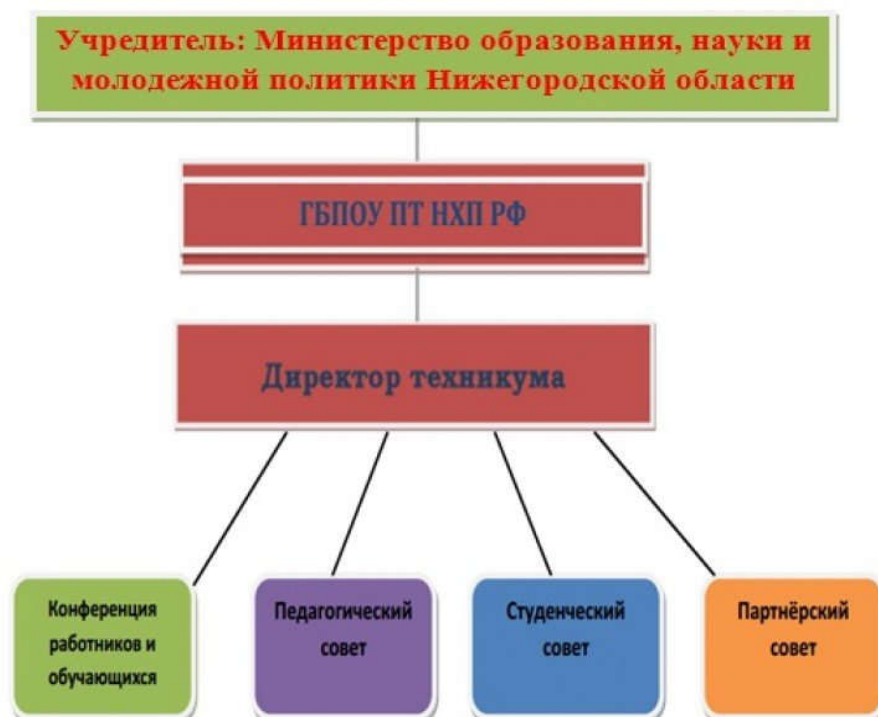 Учредитель: Министерство образования, науки и
молодежной политики Нижегородской области
ГБПОУ ПТ НХП РФ
Директор техникума
Конференция
работников и
обучающихся
Педагогический
совет
Студенческий
совет
Партнёрский
совет